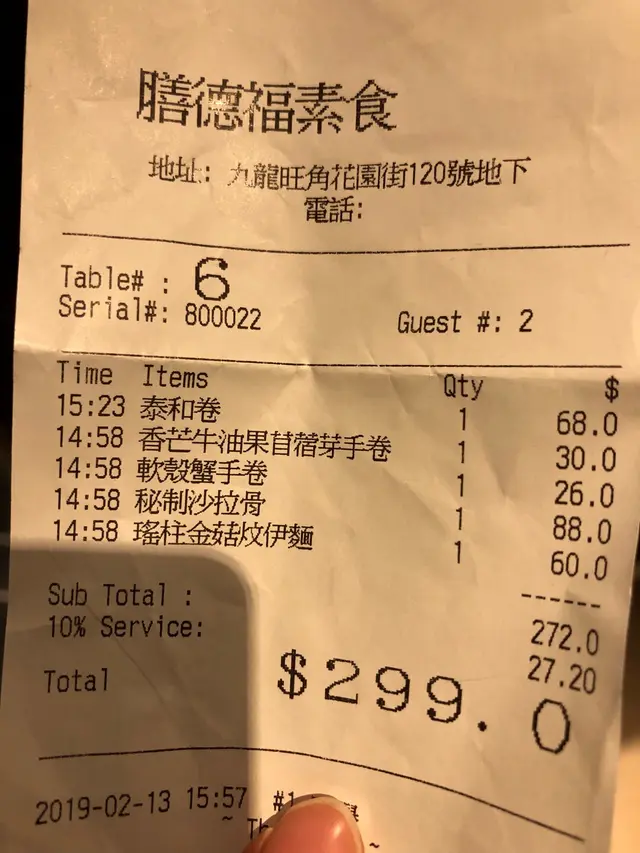 膳德福素食
地址: 九龍旺角花園街120號地下
電話:
Table# : 6
Serial#: 800022 Guest #: 2
Time Items Qty $
15:23 泰和卷 1 68.0
14:58 香芒牛油果苜蓿芽手卷 1 30.0
14:58 軟殼蟹手卷 1 26.0
14:58 秘制沙拉骨 1 88.0
14:58 瑤柱金菇炆伊麵 1 60.0
------
Sub Total : 272.0
10% Service: 27.20
Total $299.0
2019-02-13 15:57 #1
~ Th ~